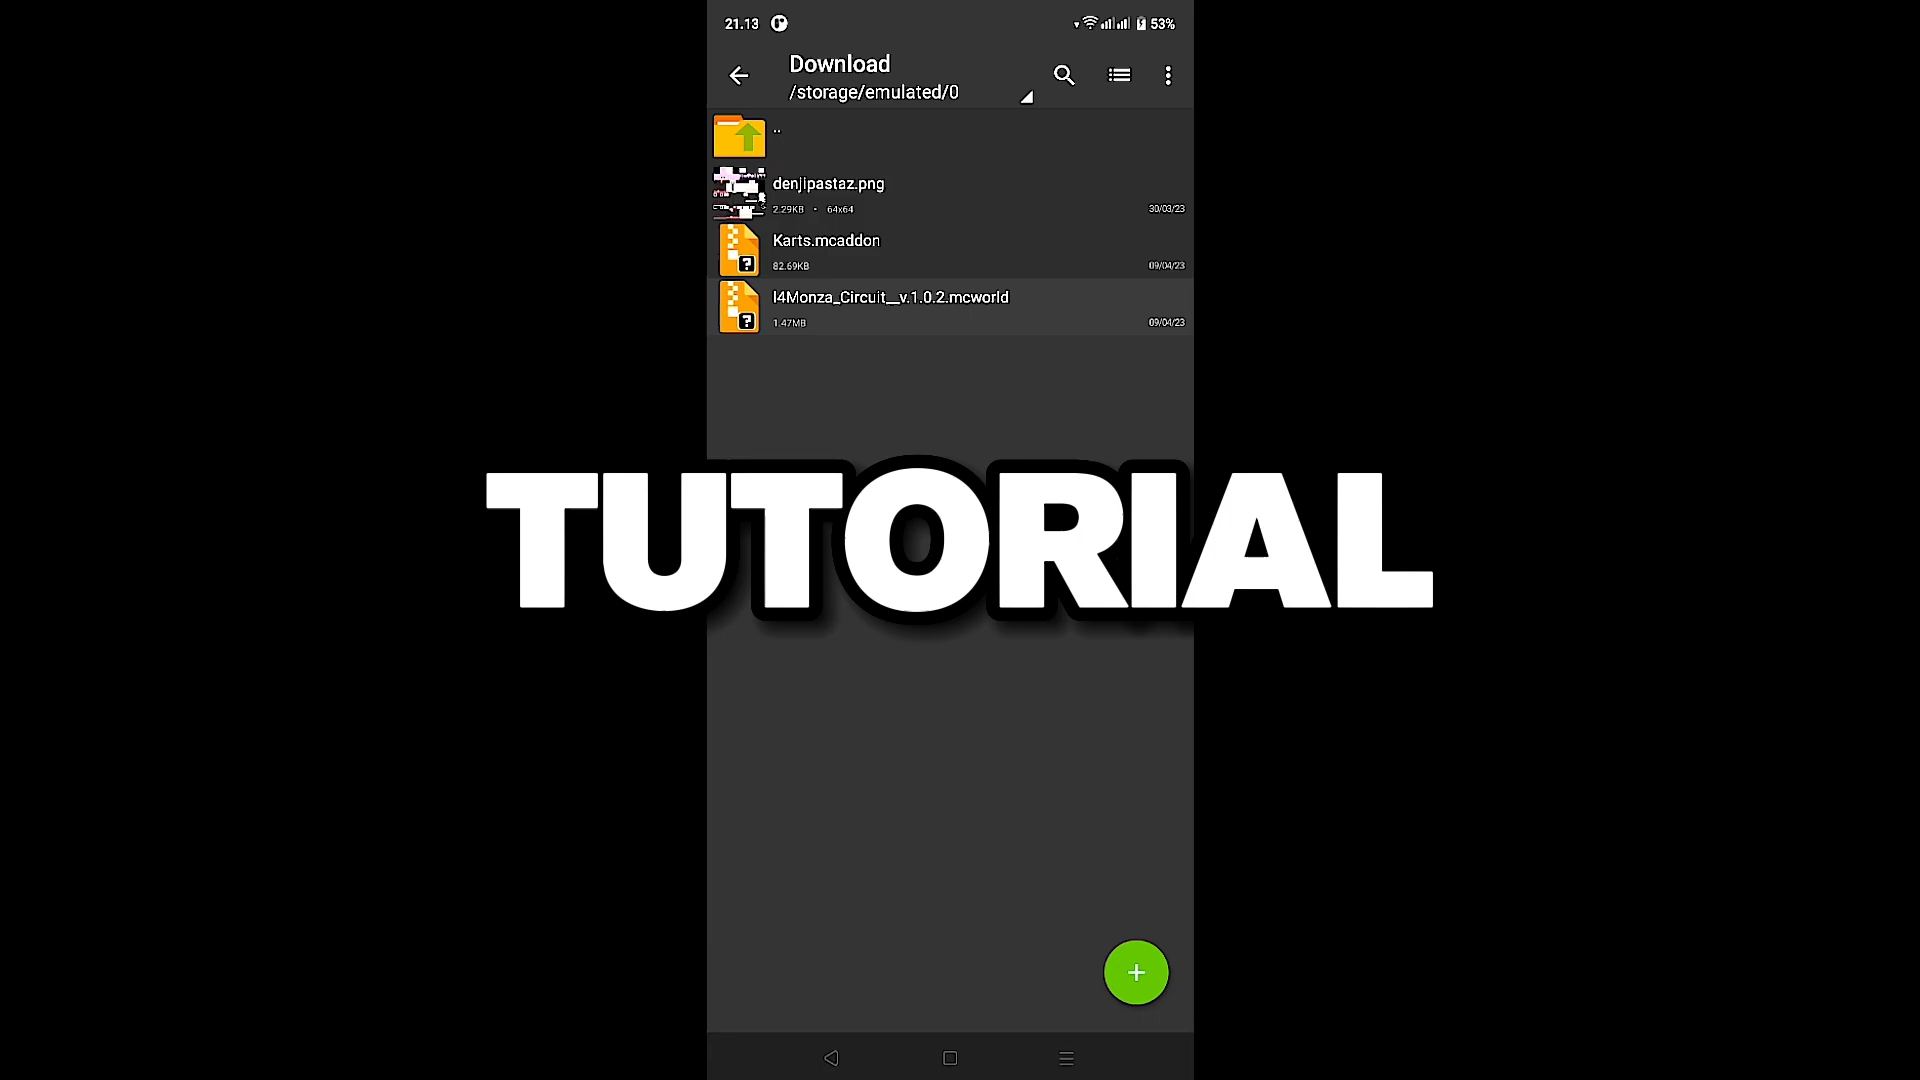 21.13
53%
Download
/storage/emulated/0
..
denjipastaz.png
2.29KB • 64x64
30/03/23
Karts.mcaddon
82.69KB
09/04/23
I4Monza_Circuit__v.1.0.2.mcworld
1.47MB
09/04/23
TUTORIAL